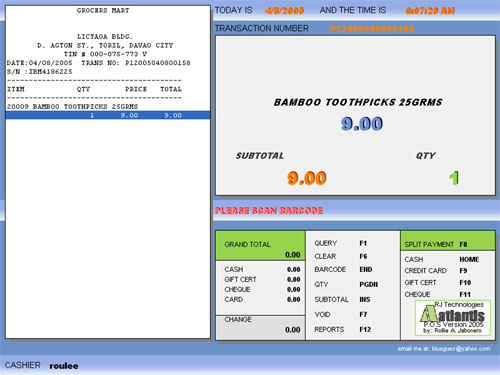 GROCERS MART
LICTAOA BLDG.
D. AGTON ST., TORIL, DAVAO CITY
TIN # 000-075-773 V
DATE:04/08/2005 TRANS NO: P12005040800158
S/N :IBM4186225
ITEM QTY PRICE TOTAL
20009 BAMBOO TOOTHPICKS 25GRMS
1 9.00 9.00
TODAY IS 4/8/2005 AND THE TIME IS 6:07:29 AM
TRANSACTION NUMBER P12005040800158
BAMBOO TOOTHPICKS 25GRMS
9.00
SUBTOTAL QTY
9.00 1
PLEASE SCAN BARCODE
GRAND TOTAL
0.00
CASH 0.00
GIFT CERT 0.00
CHEQUE 0.00
CARD 0.00
CHANGE
0.00
QUERY F1
CLEAR F6
BARCODE END
QTY PGDN
SUBTOTAL INS
VOID F7
REPORTS F12
SPLIT PAYMENT F8
CASH HOME
CREDIT CARD F9
GIFT CERT F10
CHEQUE F11
RJ Technologies
atlantis
P.O.S Version 2005
by: Rollie A. Jabonero
email me at: bluegues@yahoo.com
CASHIER roulee